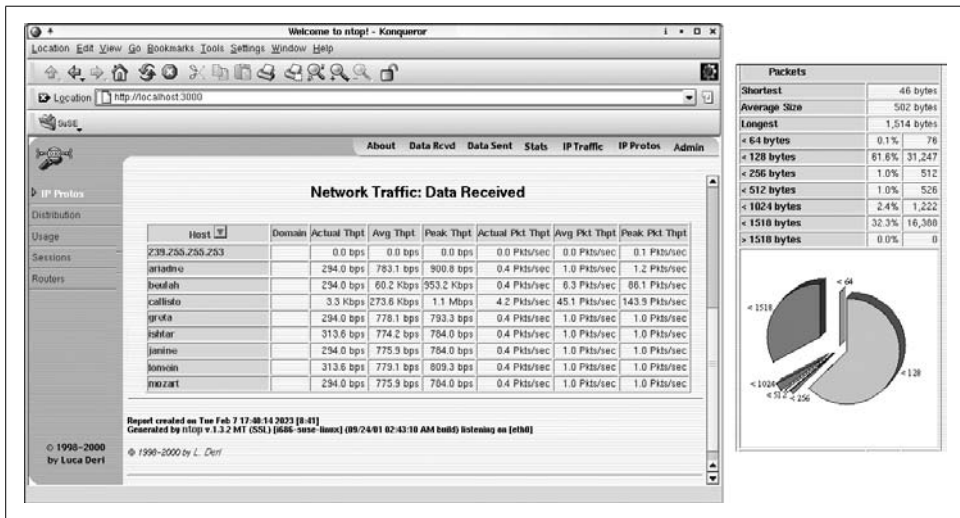 Welcome to ntop! - Konqueror
Location Edit View Go Bookmarks Tools Settings Window Help
Location http://localhost:3000
SuSE
About Data Rcvd Data Sent Stats IP Traffic IP Protos Admin
IP Protos
Distribution
Usage
Sessions
Routers
© 1998-2000
by Luca Deri
Network Traffic: Data Received
Host Domain Actual Thpt Avg Thpt Peak Thpt Actual Pkt Thpt Avg Pkt Thpt Peak Pkt Thpt
239.255.255.253 0.0 bps 0.0 bps 0.0 bps 0.0 Pkts/sec 0.0 Pkts/sec 0.1 Pkts/sec
ariadne 294.0 bps 783.1 bps 900.8 bps 0.4 Pkts/sec 1.0 Pkts/sec 1.2 Pkts/sec
beulah 294.0 bps 60.2 Kbps 953.2 Kbps 0.4 Pkts/sec 6.3 Pkts/sec 88.1 Pkts/sec
callisto 3.3 Kbps 273.6 Kbps 1.1 Mbps 4.2 Pkts/sec 45.1 Pkts/sec 143.9 Pkts/sec
greta 294.0 bps 778.1 bps 793.3 bps 0.4 Pkts/sec 1.0 Pkts/sec 1.0 Pkts/sec
ishtar 313.6 bps 774.2 bps 784.0 bps 0.4 Pkts/sec 1.0 Pkts/sec 1.0 Pkts/sec
janine 294.0 bps 775.9 bps 784.0 bps 0.4 Pkts/sec 1.0 Pkts/sec 1.0 Pkts/sec
lomein 313.6 bps 779.1 bps 809.3 bps 0.4 Pkts/sec 1.0 Pkts/sec 1.0 Pkts/sec
mozart 294.0 bps 775.9 bps 784.0 bps 0.4 Pkts/sec 1.0 Pkts/sec 1.0 Pkts/sec
Report created on Tue Feb 7 17:48:14 2023 [8:41]
Generated by ntop v.1.3.2 MT (SSL) [i686-suse-linux] (09/24/01 02:43:10 AM build) listening on [eth0]
© 1998-2000 by L. Deri
Packets
Shortest 46 bytes
Average Size 502 bytes
Longest 1,514 bytes
< 64 bytes 0.1% 76
< 128 bytes 61.6% 31,247
< 256 bytes 1.0% 512
< 512 bytes 1.0% 526
< 1024 bytes 2.4% 1,222
< 1518 bytes 32.3% 16,388
> 1518 bytes 0.0% 0
< 64
< 1518
< 128
< 1024
< 512
< 256